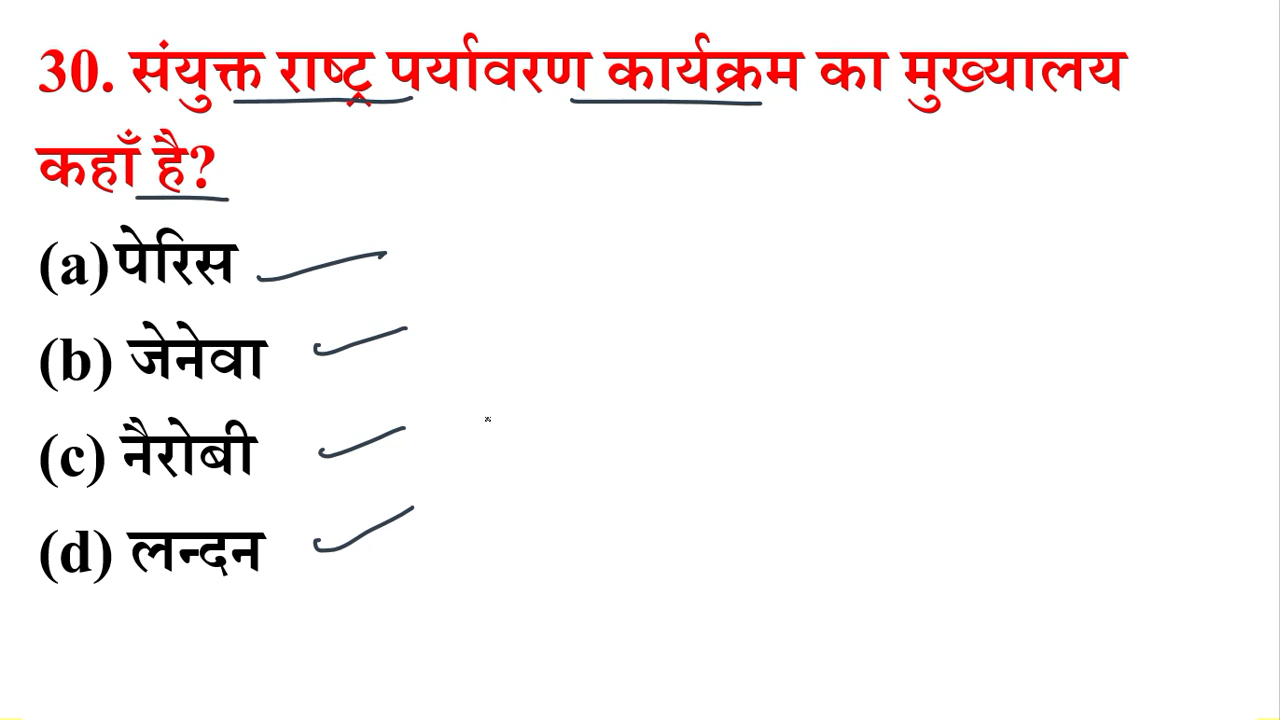 30. संयुक्त राष्ट्र पर्यावरण कार्यक्रम का मुख्यालय
कहाँ है?
(a) पेरिस
(b) जेनेवा
(c) नैरोबी
(d) लन्दन